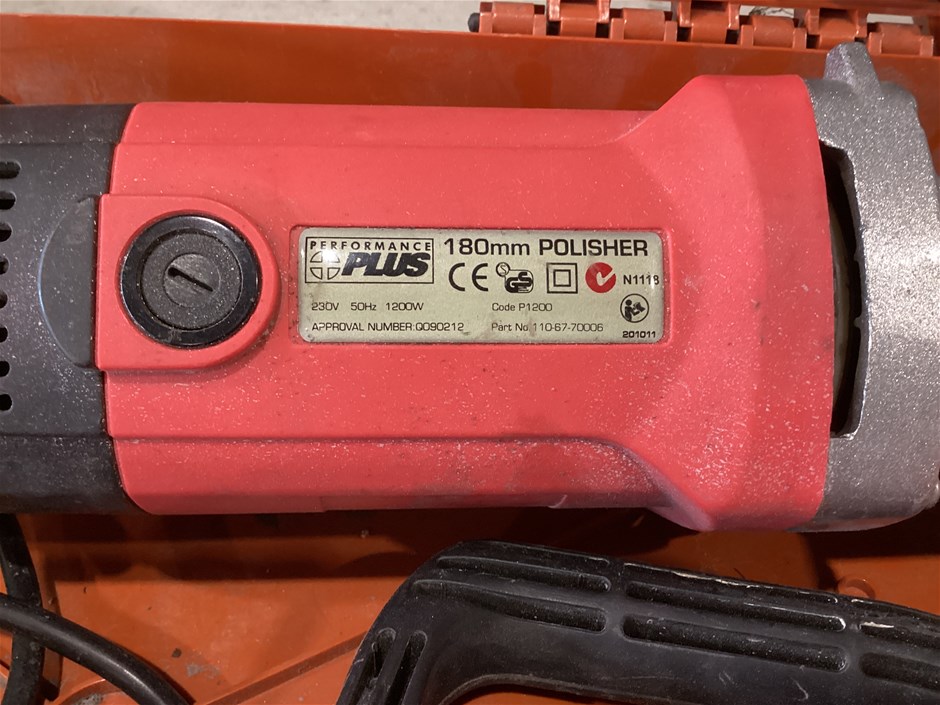 PERFORMANCE
PLUS
180mm POLISHER
CE
N1118
230V 50Hz 1200W
Code P1200
APPROVAL NUMBER:Q090212
Part No 110-67-70006
201011